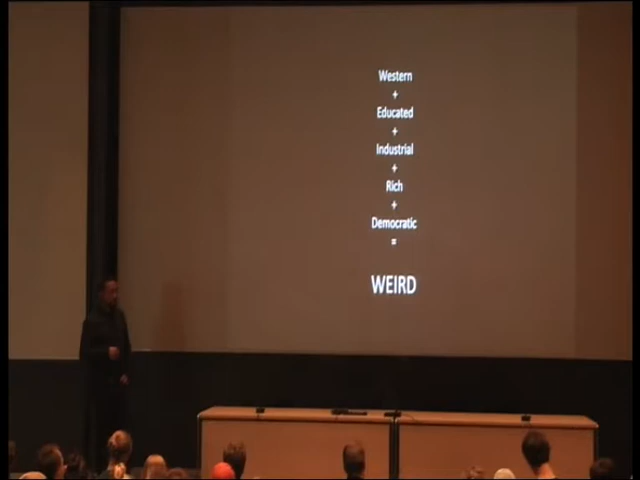 Western
+
Educated
+
Industrial
+
Rich
+
Democratic
=
WEIRD